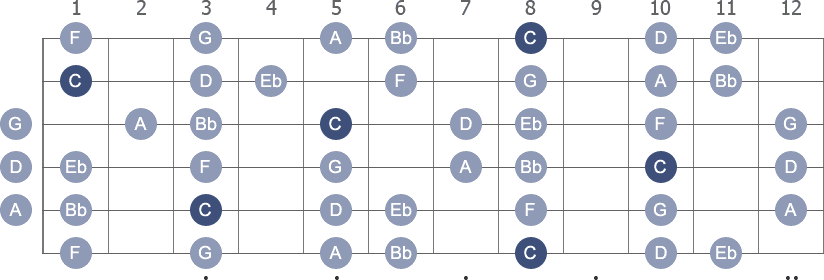 1 2 3 4 5 6 7 8 9 10 11 12
F G A Bb C D Eb
C D Eb F G A Bb
G A Bb C D Eb F G
D Eb F G A Bb C D
A Bb C D Eb F G A
F G A Bb C D Eb